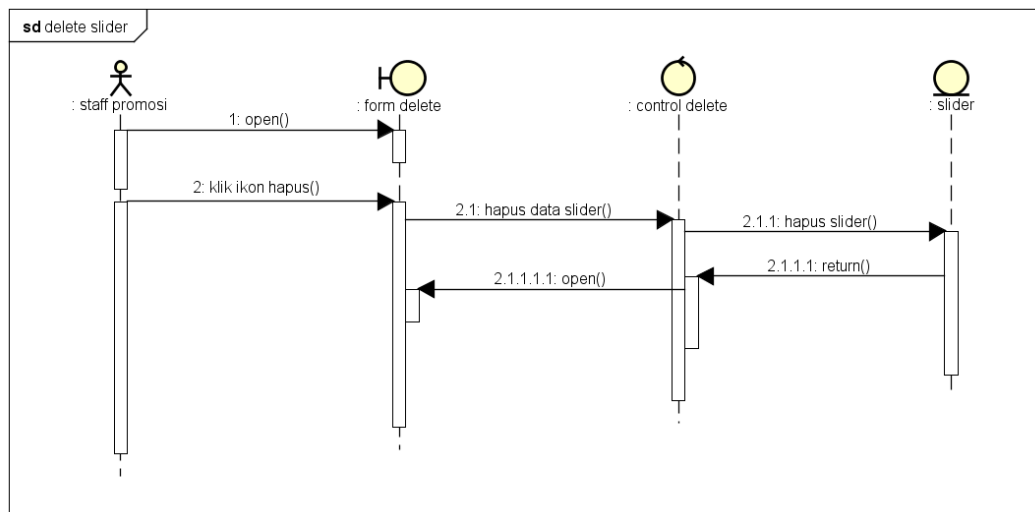 sd delete slider
: staff promosi
: form delete
: control delete
: slider
1: open()
2: klik ikon hapus()
2.1: hapus data slider()
2.1.1: hapus slider()
2.1.1.1: return()
2.1.1.1.1: open()